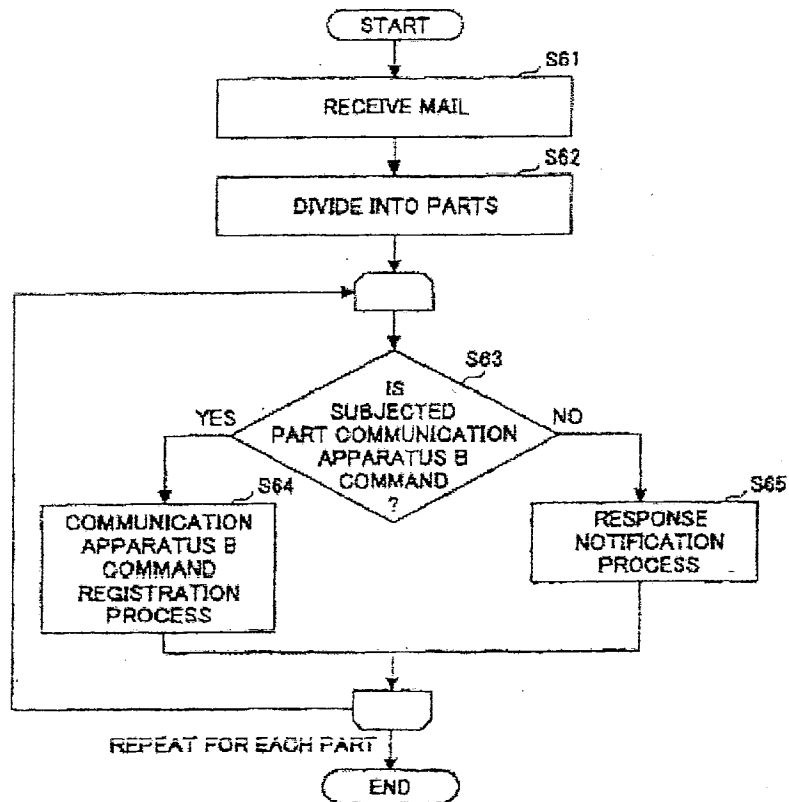 START
S61
RECEIVE MAIL
S62
DIVIDE INTO PARTS
S63
IS
SUBJECTED
PART COMMUNICATION
APPARATUS B
COMMAND
?
YES
NO
S64
COMMUNICATION
APPARATUS B
COMMAND
REGISTRATION
PROCESS
S65
RESPONSE
NOTIFICATION
PROCESS
REPEAT FOR EACH PART
END